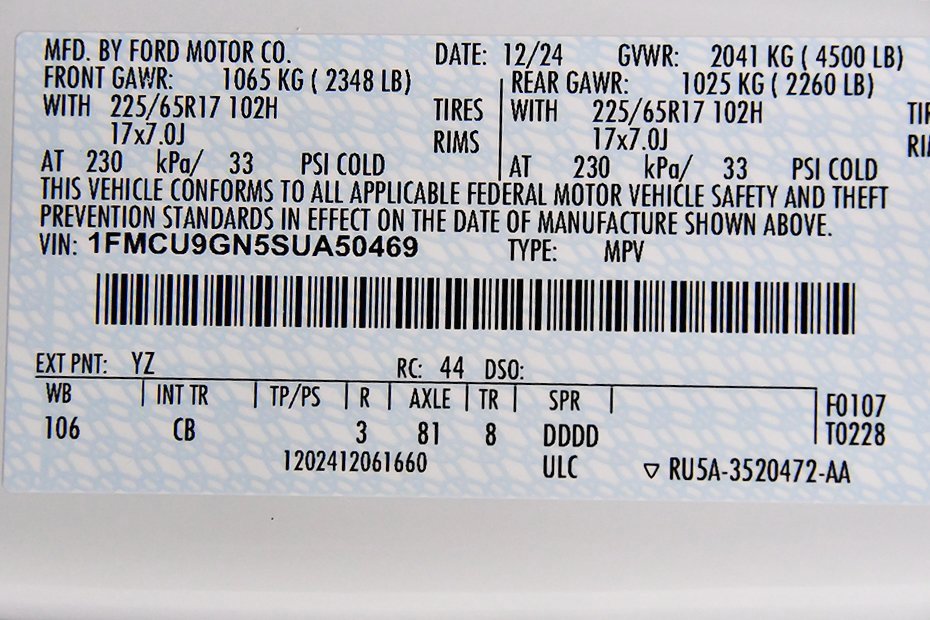 MFD. BY FORD MOTOR CO. DATE: 12/24 GVWR: 2041 KG ( 4500 LB)
FRONT GAWR: 1065 KG ( 2348 LB) REAR GAWR: 1025 KG ( 2260 LB)
WITH 225/65R17 102H TIRES WITH 225/65R17 102H TIR
17x7.0J RIMS 17x7.0J RI
AT 230 kPa/ 33 PSI COLD AT 230 kPa/ 33 PSI COLD
THIS VEHICLE CONFORMS TO ALL APPLICABLE FEDERAL MOTOR VEHICLE SAFETY AND THEFT
PREVENTION STANDARDS IN EFFECT ON THE DATE OF MANUFACTURE SHOWN ABOVE.
VIN: 1FMCU9GN5SUA50469 TYPE: MPV
EXT PNT: YZ RC: 44 DSO:
WB INT TR TP/PS R AXLE TR SPR F0107
106 CB 3 81 8 DDDD T0228
1202412061660 ULC ▽ RU5A-3520472-AA